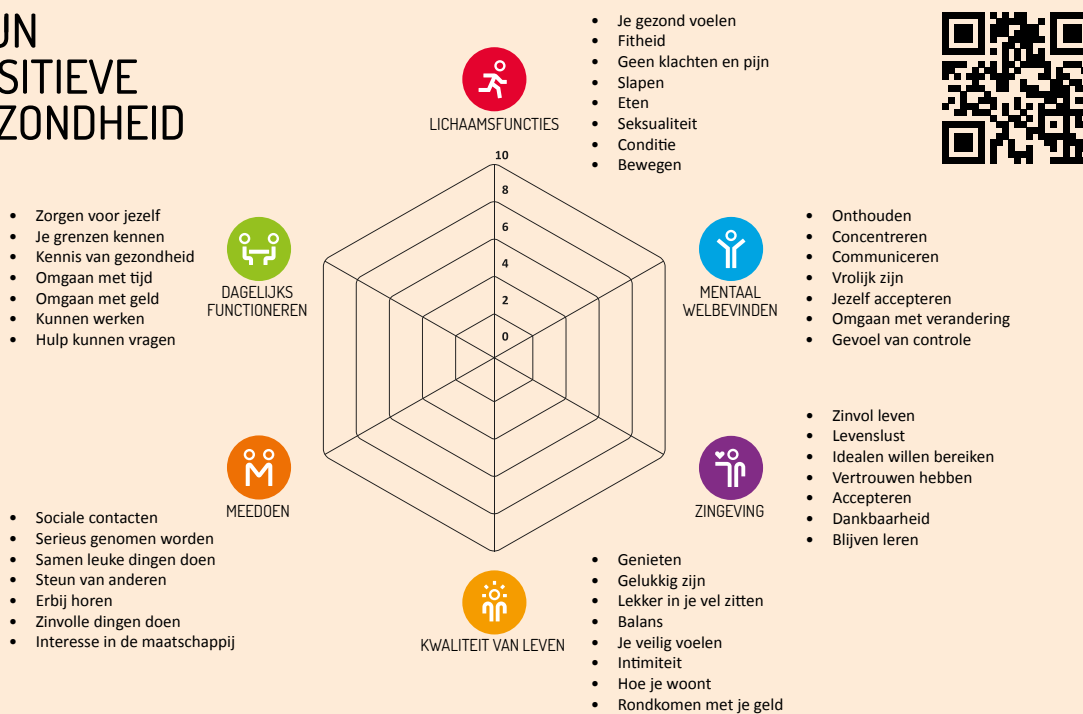 UN
SITIEVE
ZONDHEID
LICHAAMSFUNCTIES
• Je gezond voelen
• Fitheid
• Geen klachten en pijn
• Slapen
• Eten
• Seksualiteit
• Conditie
• Bewegen
10
8
6
4
2
0
MENTAAL
WELBEVINDEN
• Onthouden
• Concentreren
• Communiceren
• Vrolijk zijn
• Jezelf accepteren
• Omgaan met verandering
• Gevoel van controle
ZINGEVING
• Zinvol leven
• Levenslust
• Idealen willen bereiken
• Vertrouwen hebben
• Accepteren
• Dankbaarheid
• Blijven leren
KWALITEIT VAN LEVEN
• Genieten
• Gelukkig zijn
• Lekker in je vel zitten
• Balans
• Je veilig voelen
• Intimiteit
• Hoe je woont
• Rondkomen met je geld
MEEDOEN
• Sociale contacten
• Serieus genomen worden
• Samen leuke dingen doen
• Steun van anderen
• Erbij horen
• Zinvolle dingen doen
• Interesse in de maatschappij
DAGELIJKS
FUNCTIONEREN
• Zorgen voor jezelf
• Je grenzen kennen
• Kennis van gezondheid
• Omgaan met tijd
• Omgaan met geld
• Kunnen werken
• Hulp kunnen vragen